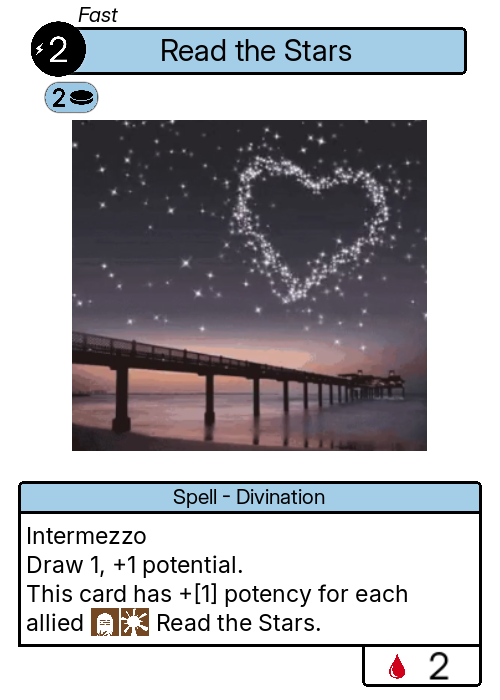 Fast
2
Read the Stars
2
Spell - Divination
Intermezzo
Draw 1, +1 potential.
This card has +[1] potency for each
allied Read the Stars.
2